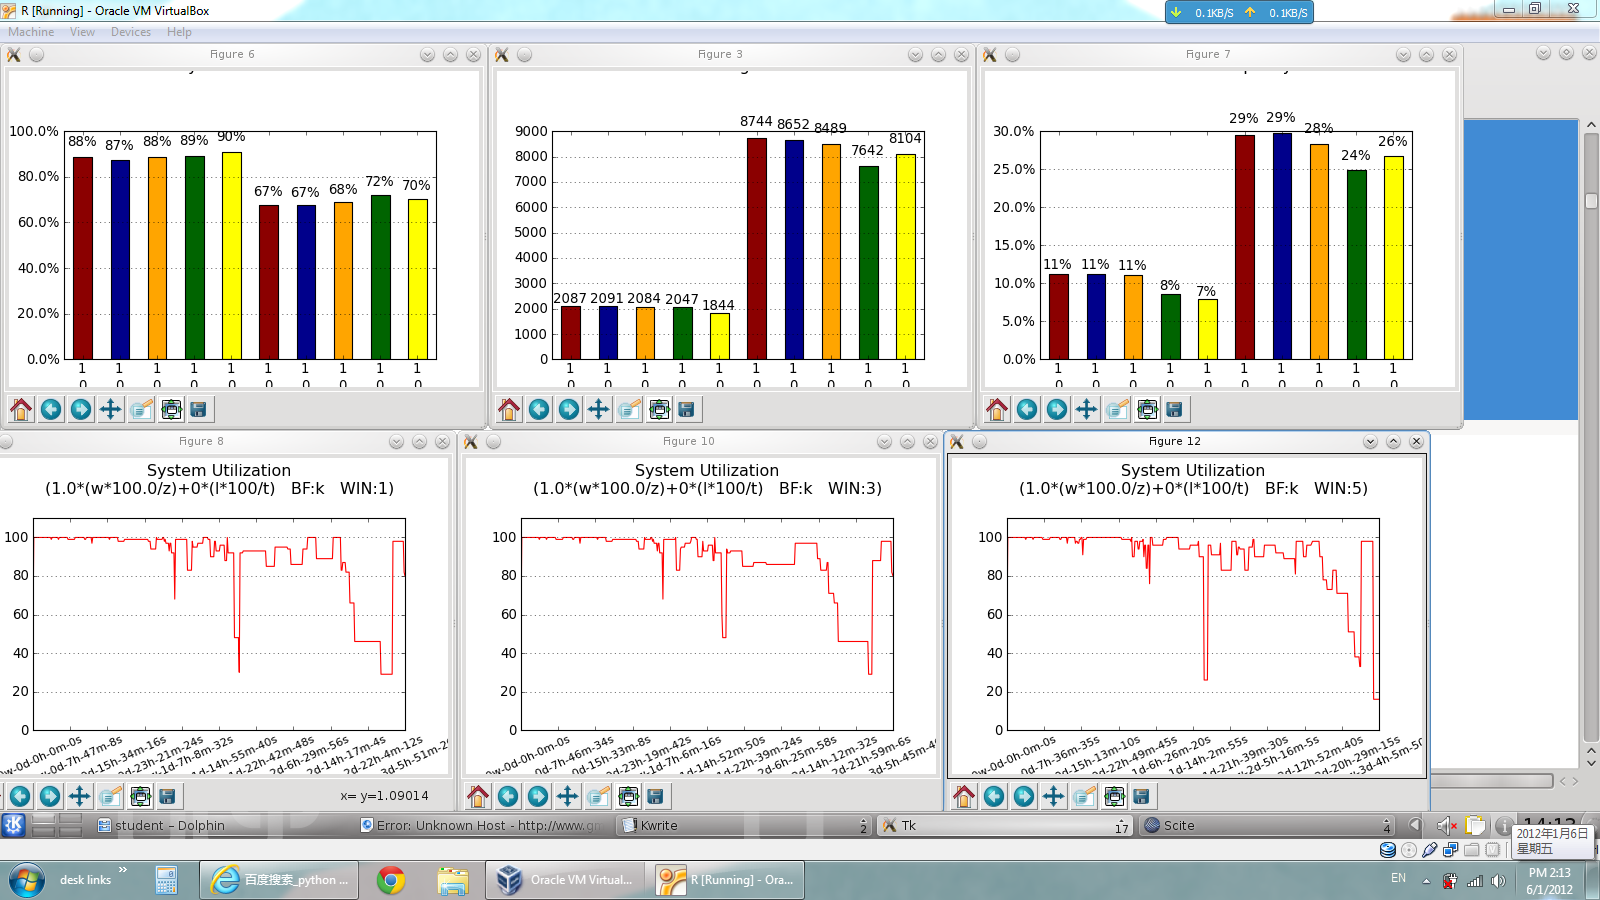 R [Running] - Oracle VM VirtualBox
0.1KB/S 0.1KB/S
Machine View Devices Help
Figure 6
100.0%
80.0%
60.0%
40.0%
20.0%
0.0%
88% 87% 88% 89% 90% 67% 67% 68% 72% 70%
1 1 1 1 1 1 1 1 1 1
0 0 0 0 0 0 0 0 0 0
Figure 3
9000
8000
7000
6000
5000
4000
3000
2000
1000
0
2087 2091 2084 2047 1844 8744 8652 8489 7642 8104
1 1 1 1 1 1 1 1 1 1
0 0 0 0 0 0 0 0 0 0
Figure 7
30.0%
25.0%
20.0%
15.0%
10.0%
5.0%
0.0%
11% 11% 11% 8% 7% 29% 29% 28% 24% 26%
1 1 1 1 1 1 1 1 1 1
0 0 0 0 0 0 0 0 0 0
Figure 8
System Utilization
(1.0*(w*100.0/z)+0*(l*100/t) BF:k WIN:1)
100
80
60
40
20
0
0w-0d-0h-0m-0s
0d-7h-47m-8s
0d-15h-34m-16s
0d-23h-21m-24s
1d-7h-8m-32s
1d-14h-55m-40s
1d-22h-42m-48s
2d-6h-29m-56s
2d-14h-17m-4s
2d-22h-4m-12s
3d-5h-51m-2
x= y=1.09014
Figure 10
System Utilization
(1.0*(w*100.0/z)+0*(l*100/t) BF:k WIN:3)
100
80
60
40
20
0
0w-0d-0h-0m-0s
0d-7h-46m-34s
0d-15h-33m-8s
0d-23h-19m-42s
1d-7h-6m-16s
1d-14h-52m-50s
1d-22h-39m-24s
2d-6h-25m-58s
2d-14h-12m-32s
2d-21h-59m-6s
3d-5h-45m-4
Figure 12
System Utilization
(1.0*(w*100.0/z)+0*(l*100/t) BF:k WIN:5)
100
80
60
40
20
0
0w-0d-0h-0m-0s
0d-7h-36m-35s
0d-15h-13m-10s
0d-22h-49m-45s
1d-6h-26m-20s
1d-14h-2m-55s
1d-21h-39m-30s
2d-5h-16m-5s
2d-12h-52m-40s
2d-20h-29m-15s
3d-4h-5m-50
student – Dolphin
Error: Unknown Host - http://www.gr
Kwrite 2
Tk 17
Scite 4
2012年1月6日
星期五
desk links
百度搜索_python ...
Oracle VM Virtual...
R [Running] - Ora...
EN
PM 2:13
6/1/2012